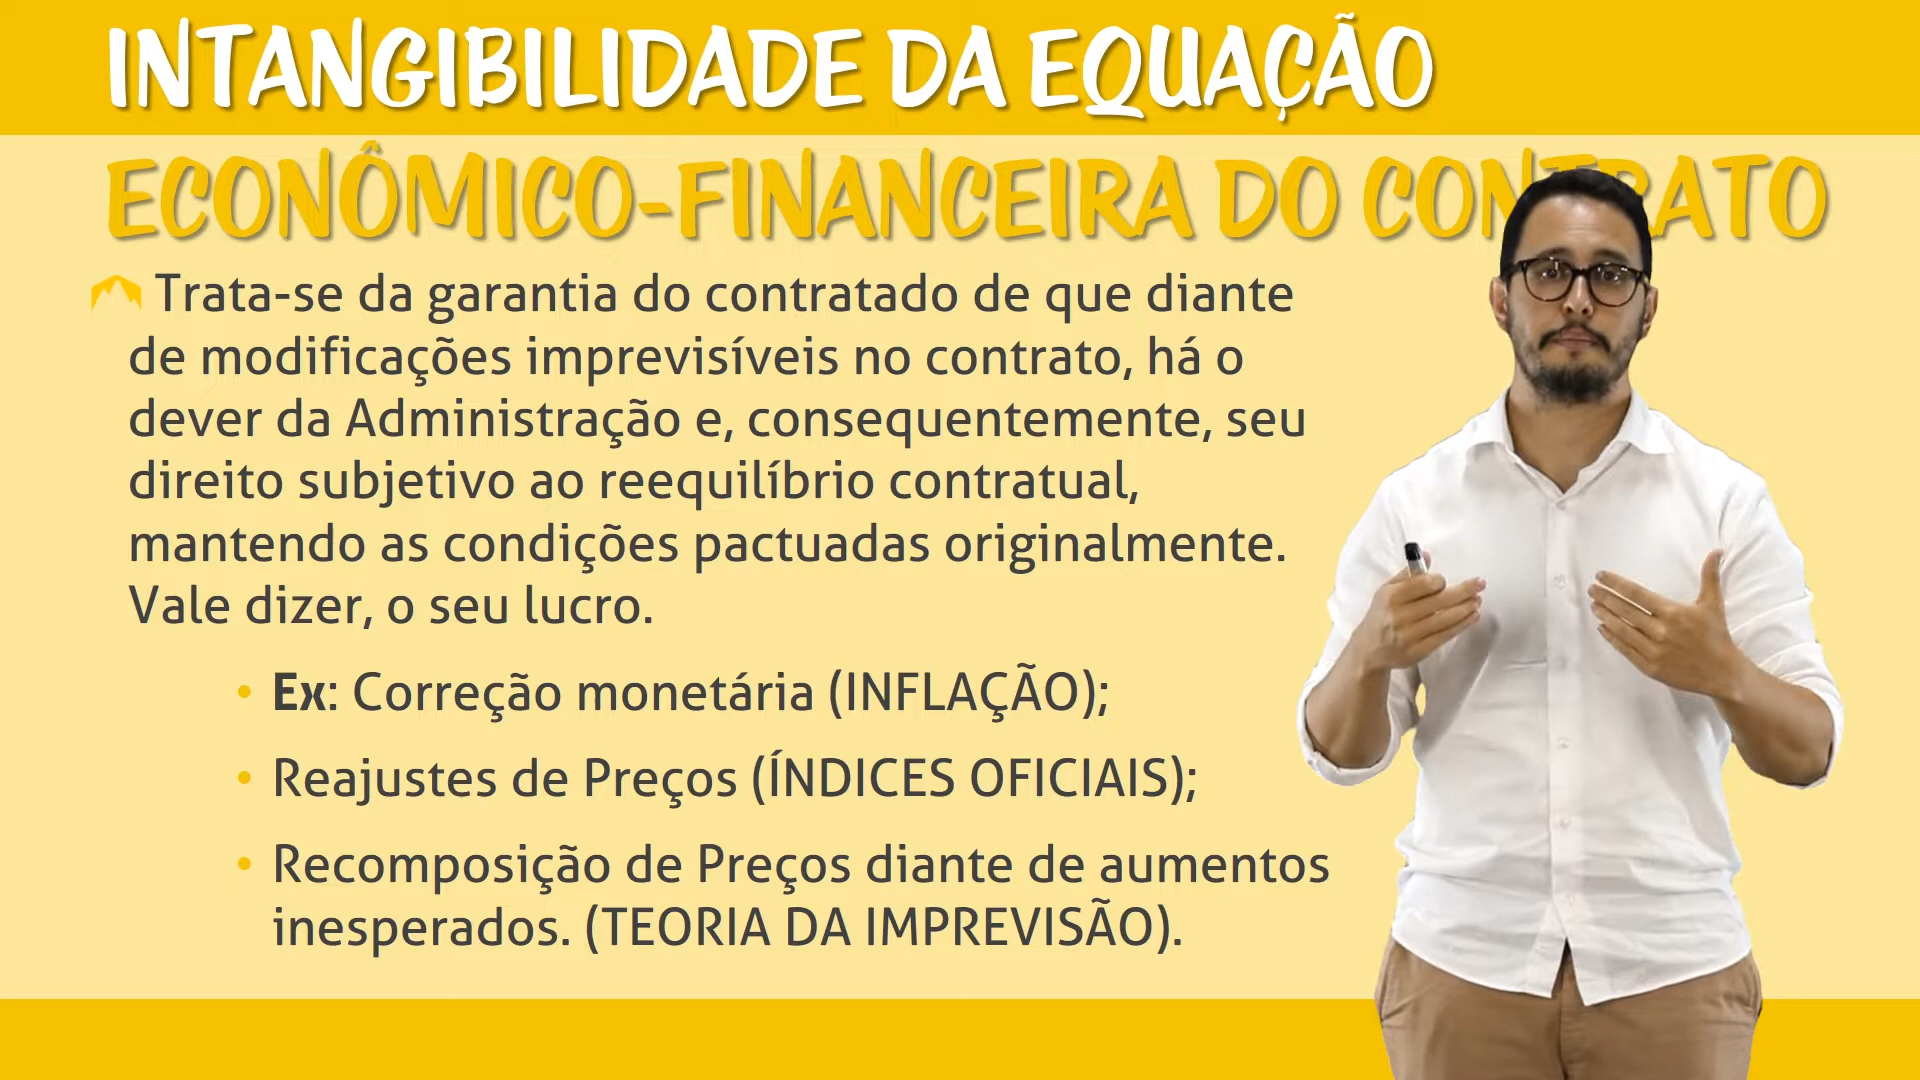 INTANGIBILIDADE DA EQUAÇÃO
ECONÔMICO-FINANCEIRA DO CONTRATO
Trata-se da garantia do contratado de que diante
de modificações imprevisíveis no contrato, há o
dever da Administração e, consequentemente, seu
direito subjetivo ao reequilíbrio contratual,
mantendo as condições pactuadas originalmente.
Vale dizer, o seu lucro.
• Ex: Correção monetária (INFLAÇÃO);
• Reajustes de Preços (ÍNDICES OFICIAIS);
• Recomposição de Preços diante de aumentos
inesperados. (TEORIA DA IMPREVISÃO).